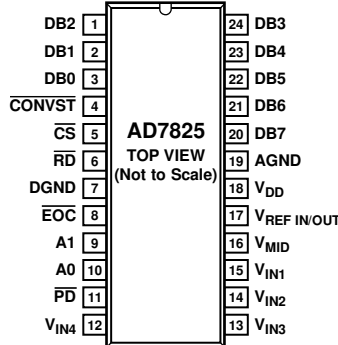 DB2 1 24 DB3
DB1 2 23 DB4
DB0 3 22 DB5
CONVST 4 21 DB6
CS 5 AD7825 20 DB7
RD 6 TOP VIEW 19 AGND
DGND 7 (Not to Scale) 18 VDD
EOC 8 17 VREF IN/OUT
A1 9 16 VMID
A0 10 15 VIN1
PD 11 14 VIN2
VIN4 12 13 VIN3